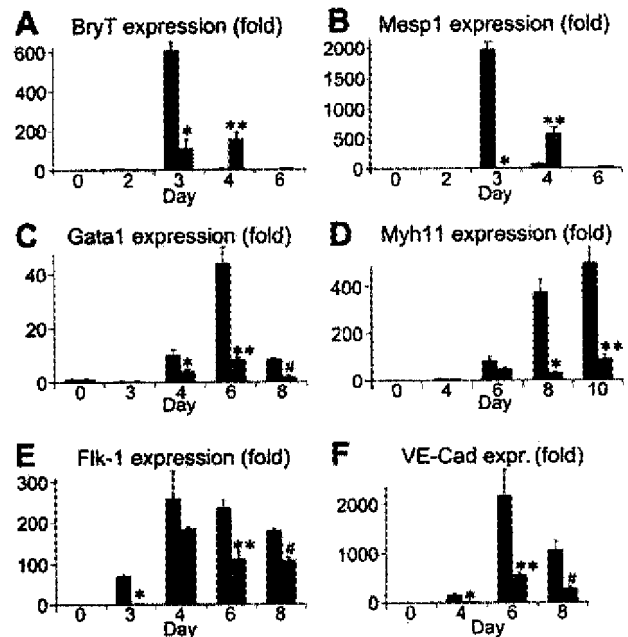 A BryT expression (fold)
600
400
200
0
* **
0 2 3 4 6
Day
B Mesp1 expression (fold)
2000
1500
1000
500
0
* **
0 2 3 4 6
Day
C Gata1 expression (fold)
40
20
0
* ** #
0 3 4 6 8
Day
D Myh11 expression (fold)
400
200
0
* **
0 4 6 8 10
Day
E Flk-1 expression (fold)
300
200
100
0
* ** #
0 3 4 6 8
Day
F VE-Cad expr. (fold)
2000
1000
0
* ** #
0 4 6 8
Day